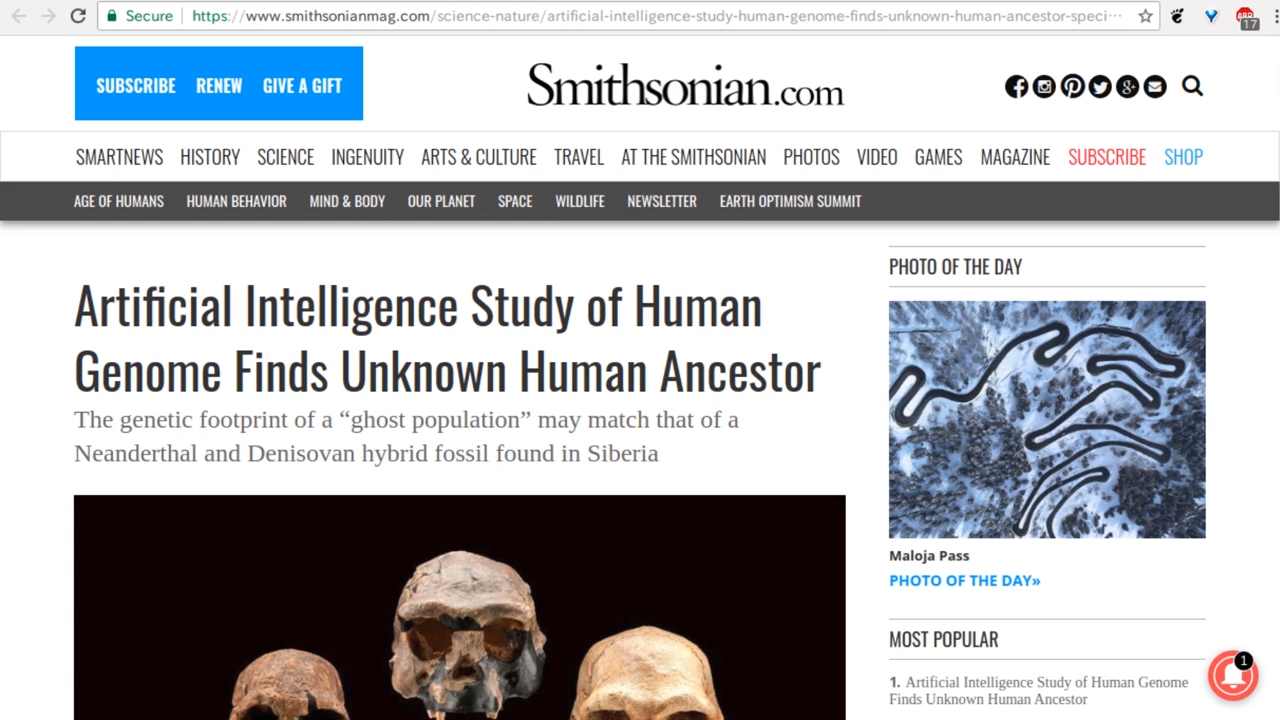 Secure https://www.smithsonianmag.com/science-nature/artificial-intelligence-study-human-genome-finds-unknown-human-ancestor-speci…
ABP 17
SUBSCRIBE RENEW GIVE A GIFT
Smithsonian.com
SMARTNEWS HISTORY SCIENCE INGENUITY ARTS & CULTURE TRAVEL AT THE SMITHSONIAN PHOTOS VIDEO GAMES MAGAZINE SUBSCRIBE SHOP
AGE OF HUMANS HUMAN BEHAVIOR MIND & BODY OUR PLANET SPACE WILDLIFE NEWSLETTER EARTH OPTIMISM SUMMIT
Artificial Intelligence Study of Human
Genome Finds Unknown Human Ancestor
The genetic footprint of a “ghost population” may match that of a
Neanderthal and Denisovan hybrid fossil found in Siberia
PHOTO OF THE DAY
Maloja Pass
PHOTO OF THE DAY»
MOST POPULAR
1. Artificial Intelligence Study of Human Genome
Finds Unknown Human Ancestor
1